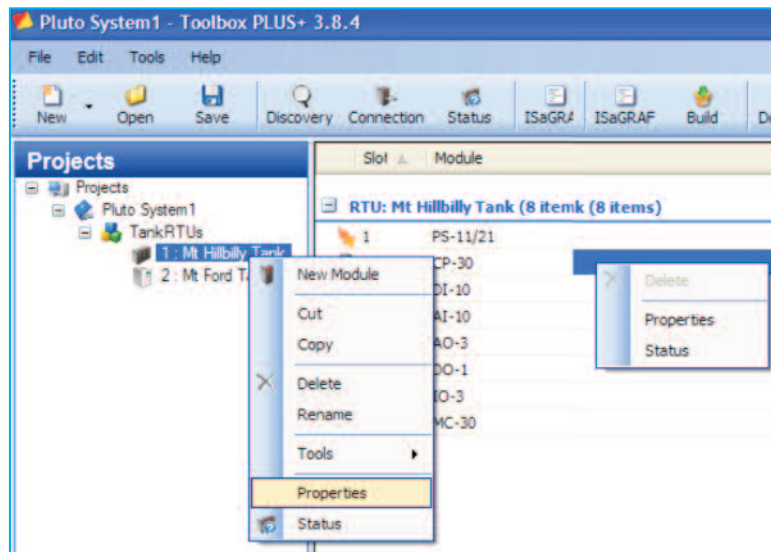 Pluto System1 - Toolbox PLUS+ 3.8.4
File Edit Tools Help
New Open Save Discovery Connection Status ISaGRA ISaGRAF Build
Projects
Slot Module
Projects
Pluto System1
TankRTUs
1 : Mt Hillbilly Tank
2 : Mt Ford T
RTU: Mt Hillbilly Tank (8 itemk (8 items)
1 PS-11/21
CP-30
DI-10
AI-10
AO-3
DO-1
IO-3
MC-30
New Module
Cut
Copy
Delete
Rename
Tools
Properties
Status
Delete
Properties
Status